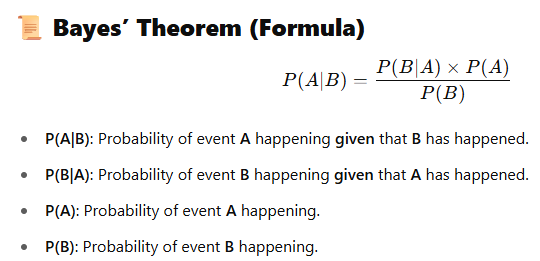 📜 Bayes’ Theorem (Formula)
P(A|B) = \frac{P(B|A) × P(A)}{P(B)}
• P(A|B): Probability of event A happening given that B has happened.
• P(B|A): Probability of event B happening given that A has happened.
• P(A): Probability of event A happening.
• P(B): Probability of event B happening.